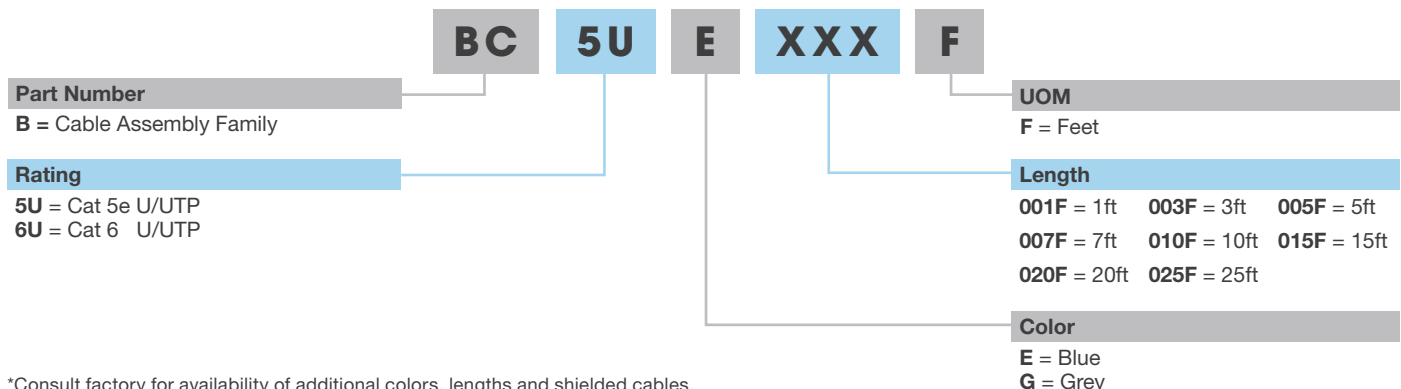 BC 5U E XXX F
Part Number
B = Cable Assembly Family
Rating
5U = Cat 5e U/UTP
6U = Cat 6 U/UTP
UOM
F = Feet
Length
001F = 1ft 003F = 3ft 005F = 5ft
007F = 7ft 010F = 10ft 015F = 15ft
020F = 20ft 025F = 25ft
Color
E = Blue
G = Grey
*Consult factory for availability of additional colors, lengths and shielded cables.